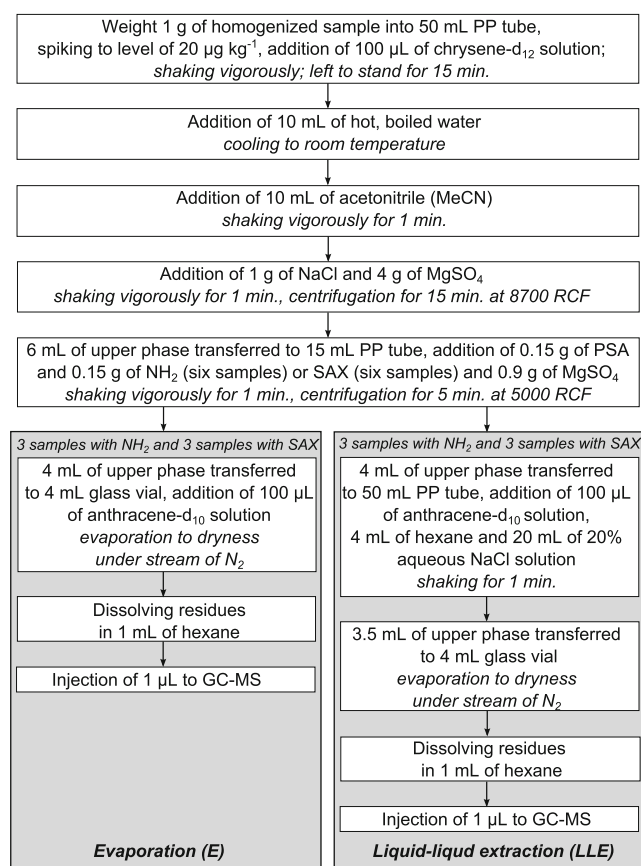 Weight 1 g of homogenized sample into 50 mL PP tube,
spiking to level of 20 µg kg⁻¹, addition of 100 µL of chrysene-d₁₂ solution;
shaking vigorously; left to stand for 15 min.
Addition of 10 mL of hot, boiled water
cooling to room temperature
Addition of 10 mL of acetonitrile (MeCN)
shaking vigorously for 1 min.
Addition of 1 g of NaCl and 4 g of MgSO₄
shaking vigorously for 1 min., centrifugation for 15 min. at 8700 RCF
6 mL of upper phase transferred to 15 mL PP tube, addition of 0.15 g of PSA
and 0.15 g of NH₂ (six samples) or SAX (six samples) and 0.9 g of MgSO₄
shaking vigorously for 1 min., centrifugation for 5 min. at 5000 RCF
3 samples with NH₂ and 3 samples with SAX
4 mL of upper phase transferred
to 4 mL glass vial, addition of 100 µL
of anthracene-d₁₀ solution
evaporation to dryness
under stream of N₂
Dissolving residues
in 1 mL of hexane
Injection of 1 µL to GC-MS
Evaporation (E)
3 samples with NH₂ and 3 samples with SAX
4 mL of upper phase transferred
to 50 mL PP tube, addition of 100 µL
of anthracene-d₁₀ solution,
4 mL of hexane and 20 mL of 20%
aqueous NaCl solution
shaking for 1 min.
3.5 mL of upper phase transferred
to 4 mL glass vial
evaporation to dryness
under stream of N₂
Dissolving residues
in 1 mL of hexane
Injection of 1 µL to GC-MS
Liquid-liqud extraction (LLE)